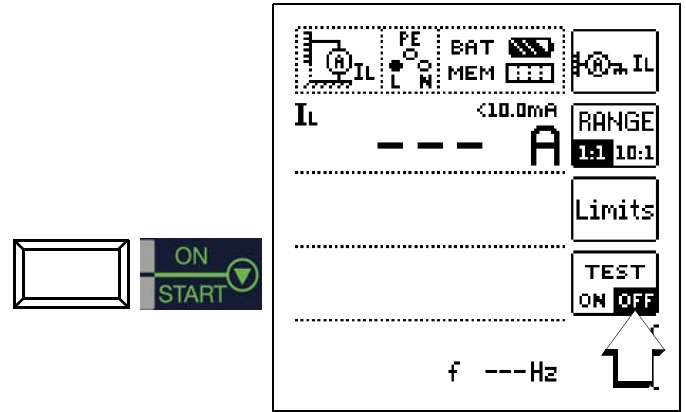 ON
START
PE
L N
IL
BAT
MEM
IL
IL <10.0mA
--- A
RANGE
1:1 10:1
Limits
TEST
ON OFF
f ---Hz